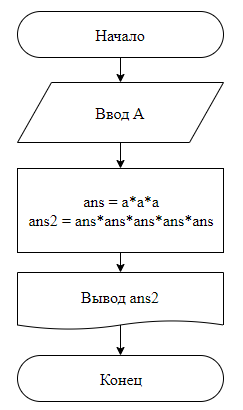 Начало
Ввод А
ans = a*a*a
ans2 = ans*ans*ans*ans*ans
Вывод ans2
Конец